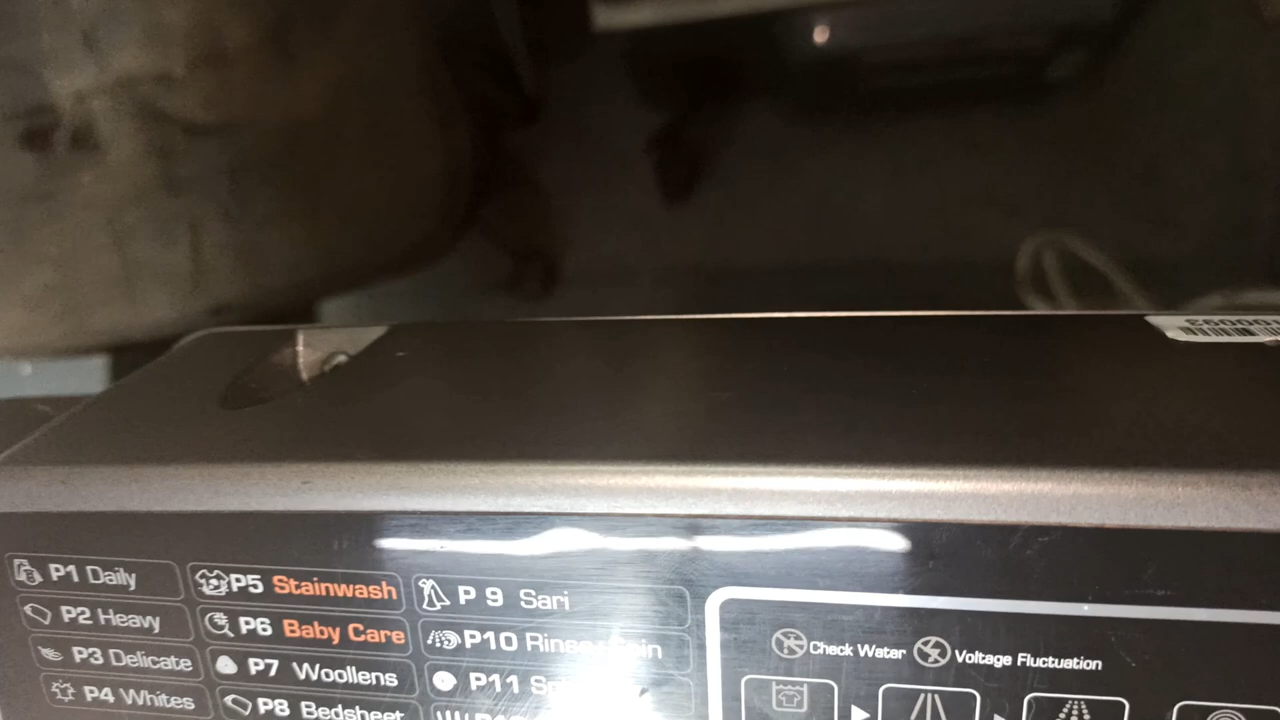 P1 Daily
P2 Heavy
P3 Delicate
P4 Whites
P5 Stainwash
P6 Baby Care
P7 Woollens
P8 Bedsheet
P 9 Sari
P10
P11
Check Water
Voltage Fluctuation